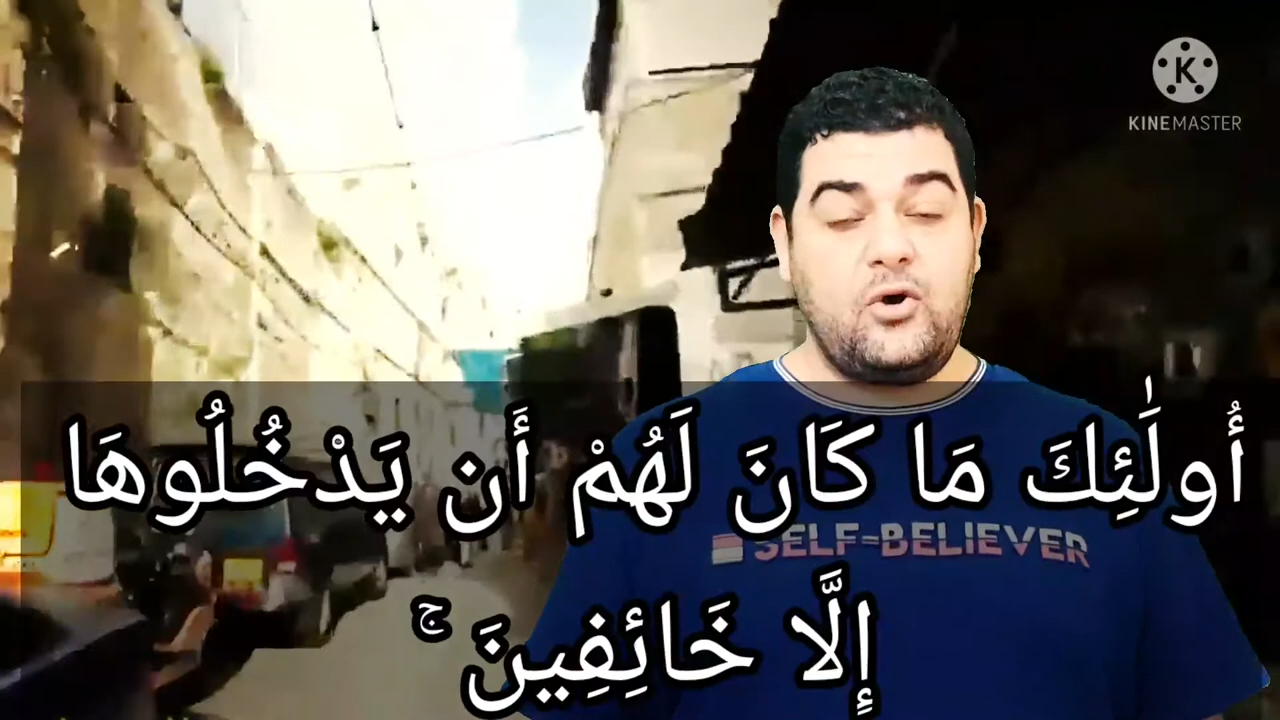 KINEMASTER
أُولَٰئِكَ مَا كَانَ لَهُمْ أَن يَدْخُلُوهَا
SELF=BELIEVER
إِلَّا خَائِفِينَ ۚ